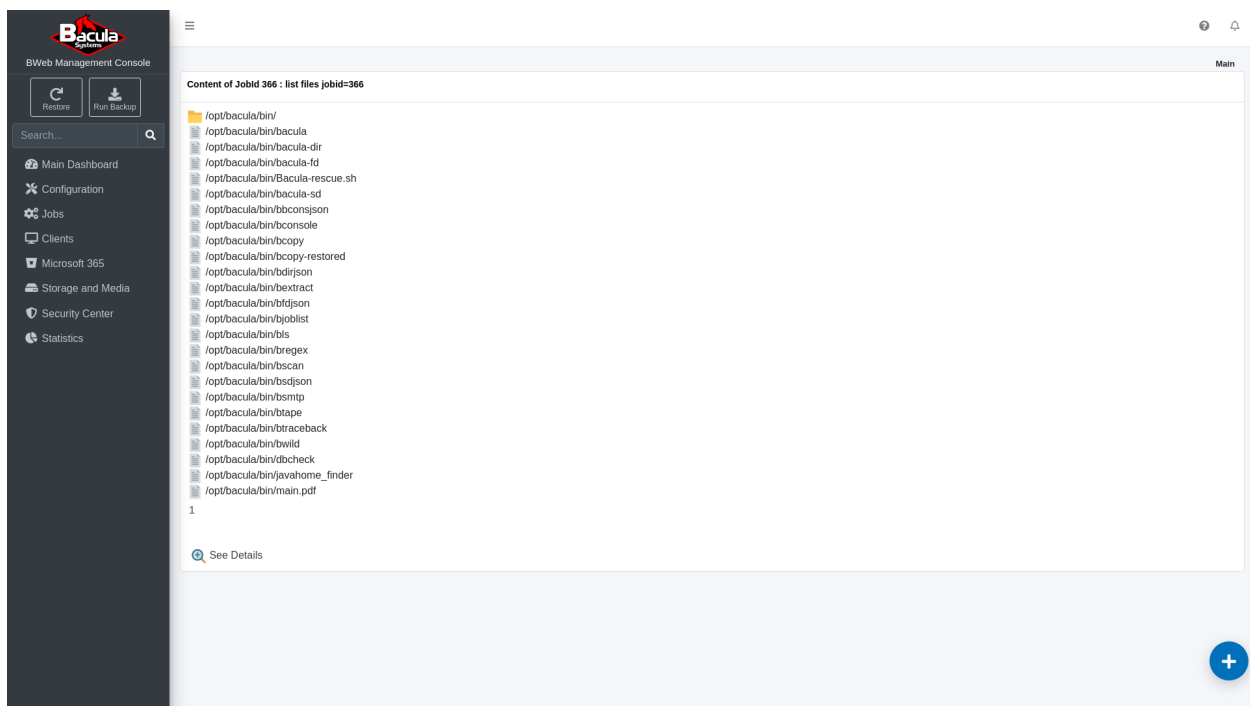 Bacula
Systems
BWeb Management Console
Restore
Run Backup
Search...
Main Dashboard
Configuration
Jobs
Clients
Microsoft 365
Storage and Media
Security Center
Statistics
Main
Content of JobId 366 : list files jobid=366
/opt/bacula/bin/
/opt/bacula/bin/bacula
/opt/bacula/bin/bacula-dir
/opt/bacula/bin/bacula-fd
/opt/bacula/bin/Bacula-rescue.sh
/opt/bacula/bin/bacula-sd
/opt/bacula/bin/bbconsjson
/opt/bacula/bin/bconsole
/opt/bacula/bin/bcopy
/opt/bacula/bin/bcopy-restored
/opt/bacula/bin/bdirjson
/opt/bacula/bin/bextract
/opt/bacula/bin/bfdjson
/opt/bacula/bin/bjoblist
/opt/bacula/bin/bls
/opt/bacula/bin/bregex
/opt/bacula/bin/bscan
/opt/bacula/bin/bsdjson
/opt/bacula/bin/bsmtp
/opt/bacula/bin/btape
/opt/bacula/bin/btraceback
/opt/bacula/bin/bwild
/opt/bacula/bin/dbcheck
/opt/bacula/bin/javahome_finder
/opt/bacula/bin/main.pdf
1
See Details